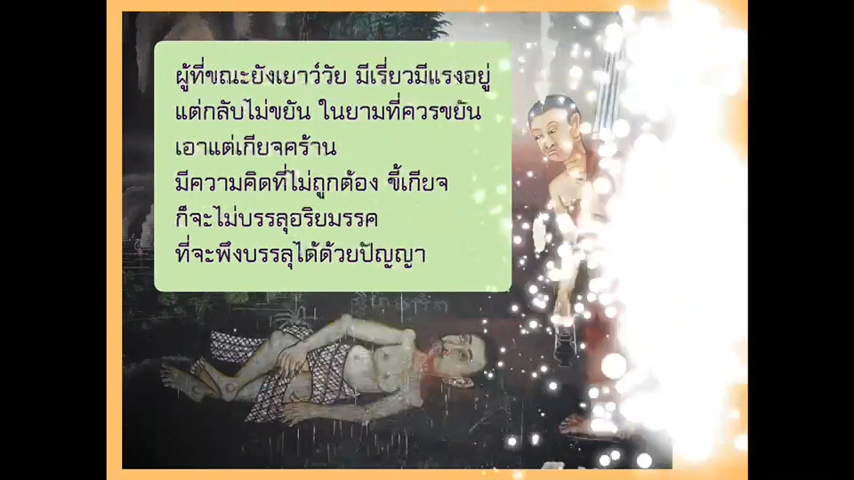 ผู้ที่ขณะยังเยาว์วัย มีเรี่ยวมีแรงอยู่
แต่กลับไม่ขยัน ในยามที่ควรขยัน
เอาแต่เกียจคร้าน
มีความคิดที่ไม่ถูกต้อง ขี้เกียจ
ก็จะไม่บรรลุอริยมรรค
ที่จะพึงบรรลุได้ด้วยปัญญา